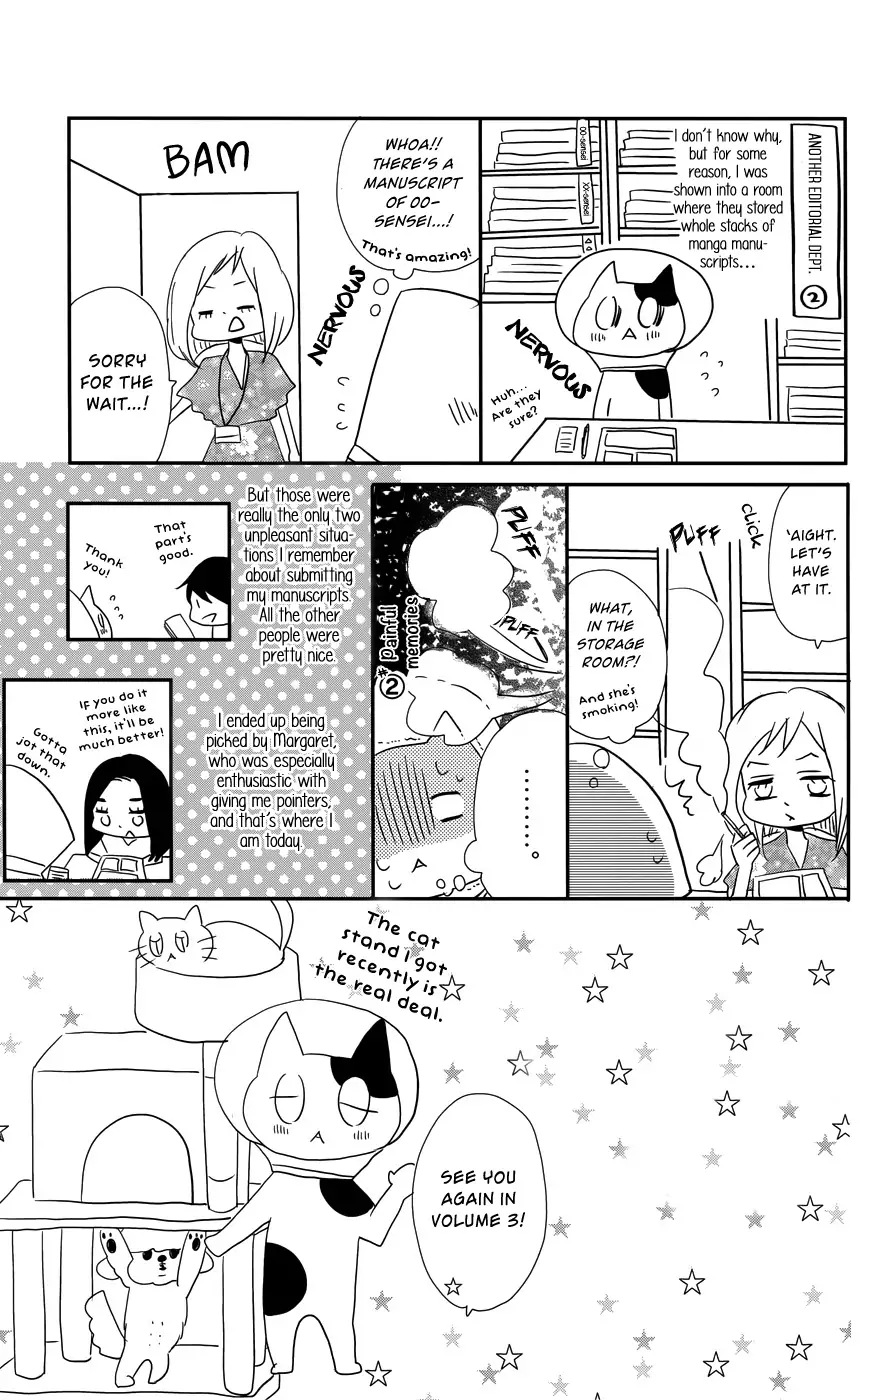 ANOTHER EDITORIAL DEPT.
②
I don't know why,
but for some
reason, I was
shown into a room
where they stored
whole stacks of
manga manu-
scripts...
OO-sensei
XX-sensei
NERVOUS
Huh...
Are they
sure?
WHOA!!
THERE'S A
MANUSCRIPT
OF OO-
SENSEI...!
That's amazing!
NERVOUS
BAM
SORRY
FOR THE
WAIT...!
'AIGHT.
LET'S
HAVE
AT IT.
click
PUFF
WHAT,
IN THE
STORAGE
ROOM?!
And she's
smoking!
PUFF
PUFF
* Painful
memories
②
........。
But those were
really the only two
unpleasant situa-
tions I remember
about submitting
my manuscripts.
All the other
people were
pretty nice.
That
part's
good.
Thank
you!
I ended up being
picked by Margaret,
who was especially
enthusiastic with
giving me pointers,
and that's where I
am today.
If you do it
more like
this, it'll be
much better!
Gotta
jot that
down.
The cat
stand I got
recently is
the real deal.
SEE YOU
AGAIN IN
VOLUME 3!